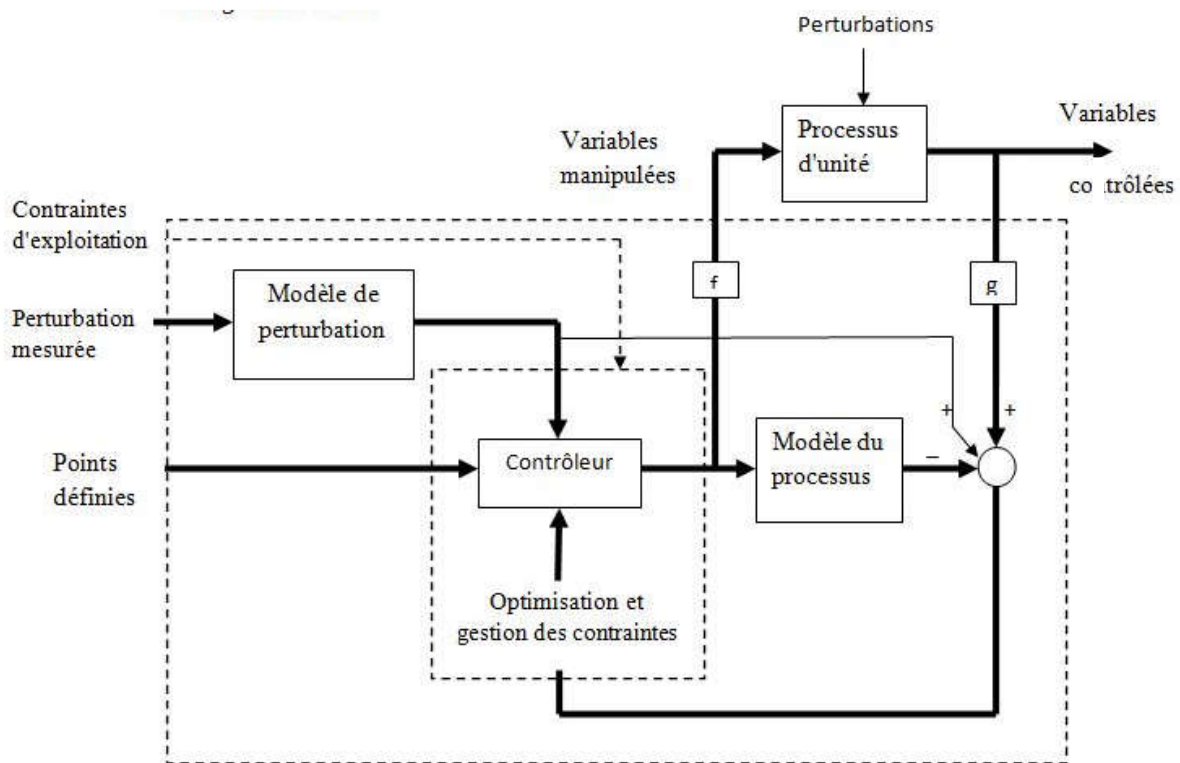 Perturbations
Variables
manipulées
Processus
d'unité
Variables
co ntrôlées
Contraintes
d'exploitation
f
g
Modèle de
perturbation
Perturbation
mesurée
+
+
Points
définies
Contrôleur
Modèle du
processus
–
Optimisation et
gestion des contraintes